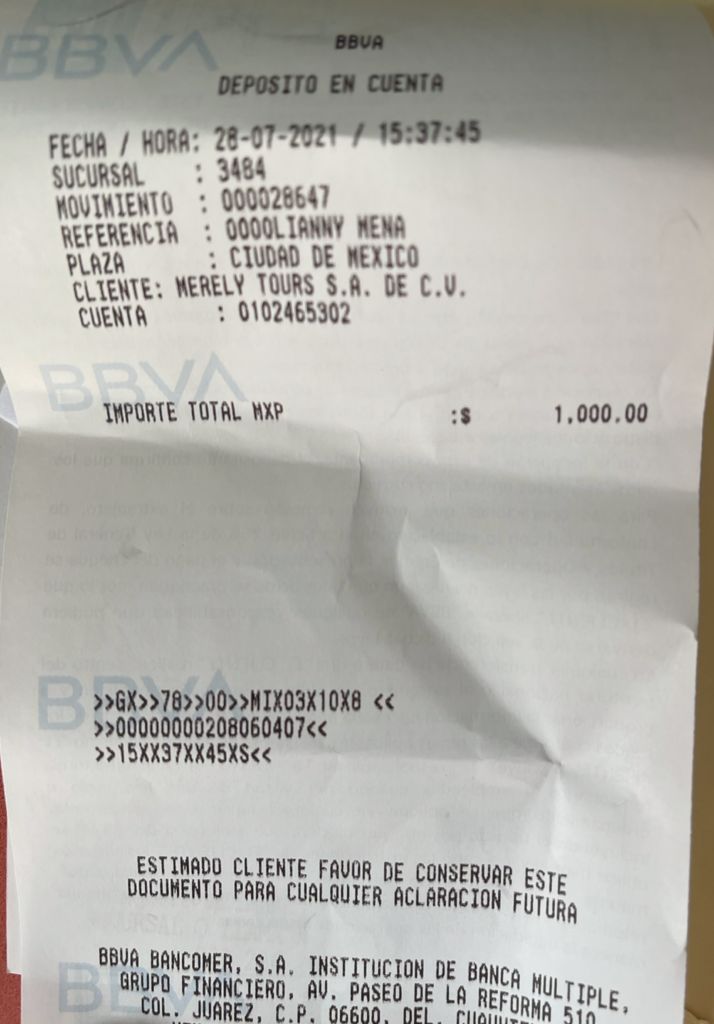 BBVA
BBVA
DEPOSITO EN CUENTA
FECHA / HORA: 28-07-2021 / 15:37:45
SUCURSAL : 3484
MOVIMIENTO : 000028647
REFERENCIA : 0000LIANNY MENA
PLAZA : CIUDAD DE MEXICO
CLIENTE: MERELY TOURS S.A. DE C.V.
CUENTA : 0102465302
BBVA
IMPORTE TOTAL MXP :$ 1,000.00
BBVA
>>GX>>78>>00>>MIX03X10X8 <<
>>000000000208060407<<
>>15XX37XX45XS<<
ESTIMADO CLIENTE FAVOR DE CONSERVAR ESTE
DOCUMENTO PARA CUALQUIER ACLARACION FUTURA
BBVA
BBVA BANCOMER, S.A. INSTITUCION DE BANCA MULTIPLE,
GRUPO FINANCIERO, AV. PASEO DE LA REFORMA 510
COL. JUAREZ, C.P. 06600, DEL.